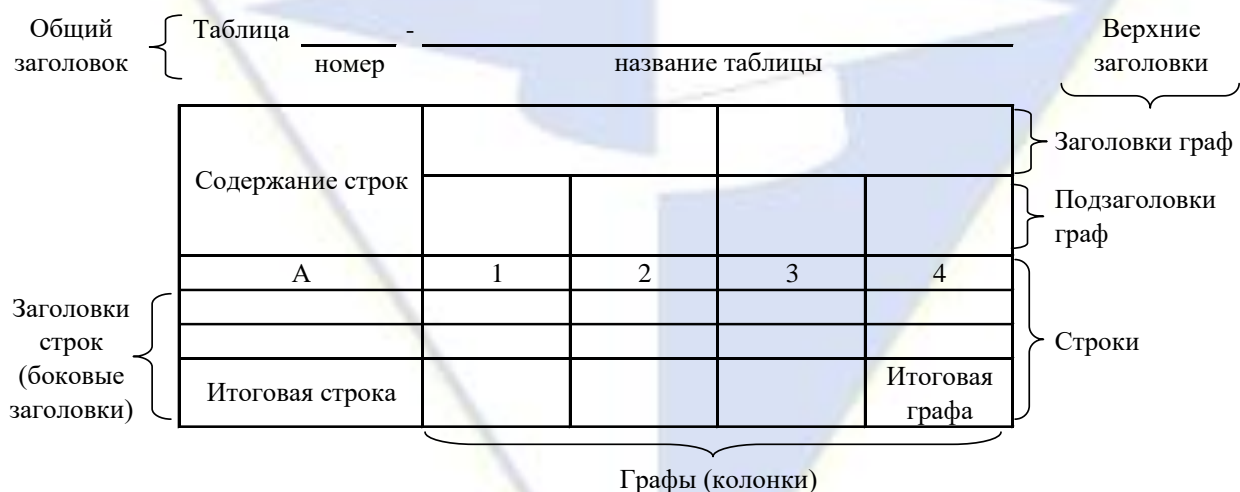 Общий
заголовок
Таблица -
номер
название таблицы
Верхние
заголовки
Содержание строк
Заголовки граф
Подзаголовки
граф
А 1 2 3 4
Заголовки
строк
(боковые
заголовки)
Строки
Итоговая строка
Итоговая
графа
Графы (колонки)